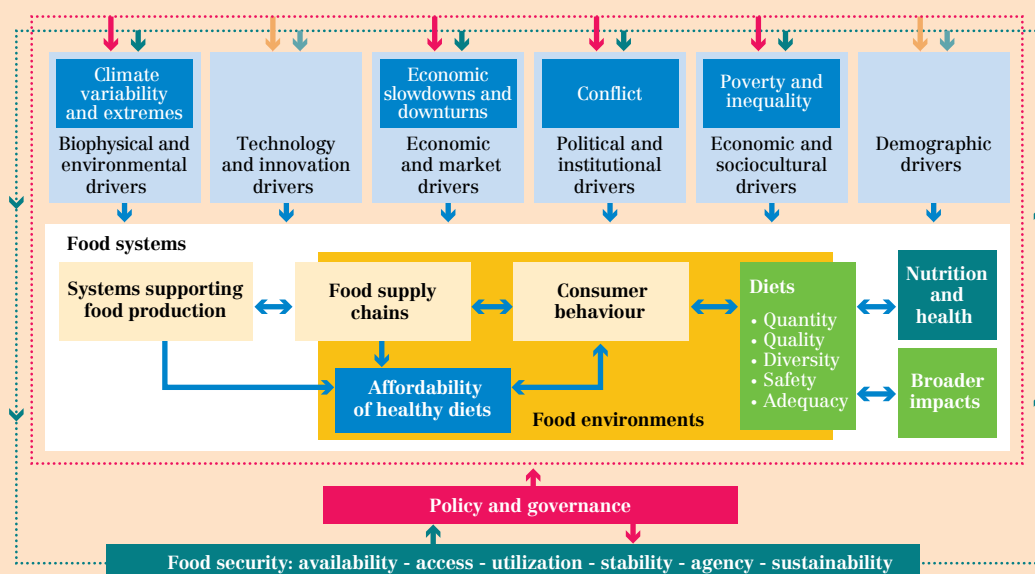 Climate
variability
and extremes
Biophysical and
environmental
drivers
Technology
and innovation
drivers
Economic
slowdowns and
downturns
Economic
and market
drivers
Conflict
Political and
institutional
drivers
Poverty and
inequality
Economic and
sociocultural
drivers
Demographic
drivers
Food systems
Systems supporting
food production
Food supply
chains
Consumer
behaviour
Affordability
of healthy diets
Food environments
Diets
• Quantity
• Quality
• Diversity
• Safety
• Adequacy
Nutrition
and
health
Broader
impacts
Policy and governance
Food security: availability - access - utilization - stability - agency - sustainability